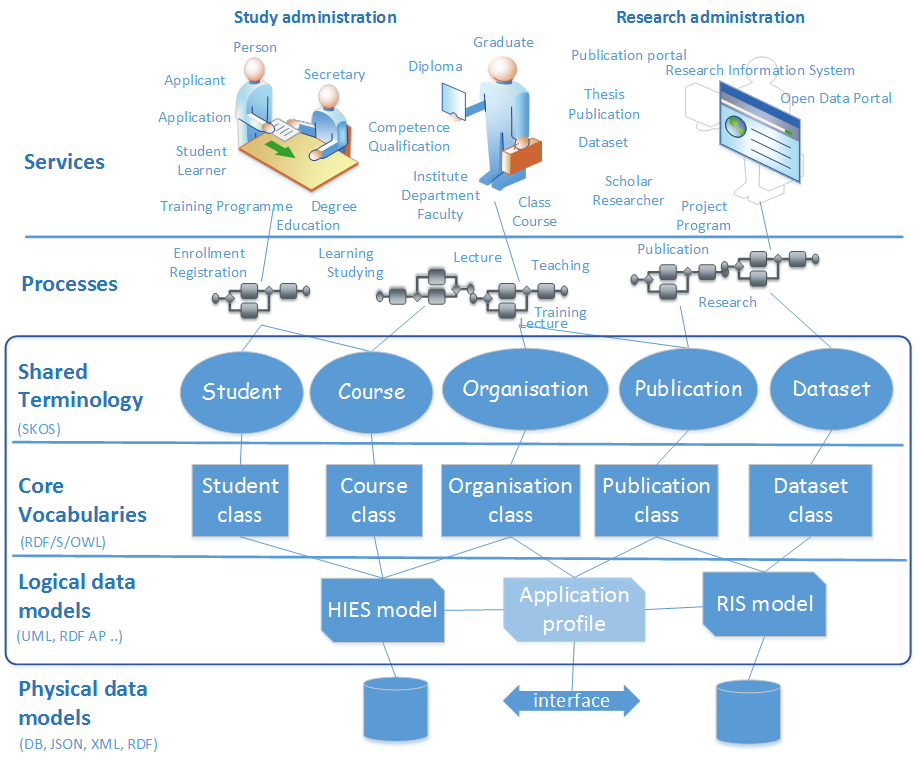 Study administration
Research administration
Person
Graduate
Publication portal
Diploma
Research Information System
Applicant
Secretary
Thesis
Publication
Open Data Portal
Application
Competence
Qualification
Dataset
Services
Student
Learner
Institute
Department
Faculty
Scholar
Researcher
Training Programme
Degree
Education
Class
Course
Project
Program
Processes
Enrollment
Registration
Learning
Studying
Lecture
Teaching
Publication
Training
Lecture
Research
Shared
Terminology
(SKOS)
Student
Course
Organisation
Publication
Dataset
Core
Vocabularies
(RDF/S/OWL)
Student
class
Course
class
Organisation
class
Publication
class
Dataset
class
Logical data
models
(UML, RDF AP ..)
HIES model
Application
profile
RIS model
Physical data
models
(DB, JSON, XML, RDF)
interface